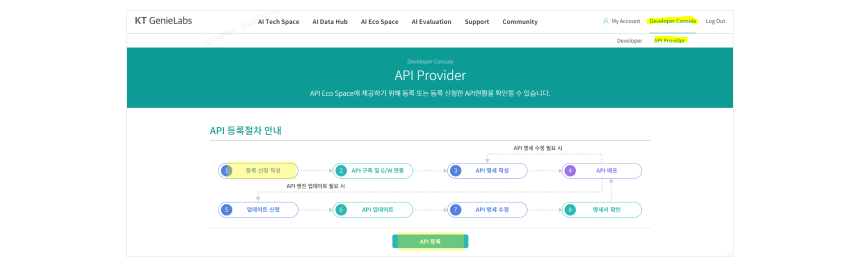 KT GenieLabs
AI Tech Space AI Data Hub AI Eco Space AI Evaluation Support Community
My Account Developer Console Log Out
Developer API Provider
Developer Console
API Provider
API Eco Space에 제공하기 위해 등록 또는 등록 신청한 API현황을 확인할 수 있습니다.
API 등록절차 안내
API 명세 수정 필요 시
1 등록 신청 작성
2 API 구축 및 G/W 연동
3 API 명세 작성
4 API 배포
API 엔진 업데이트 필요 시
5 업데이트 신청
6 API 업데이트
7 API 명세 수정
8 명세서 확인
API 등록